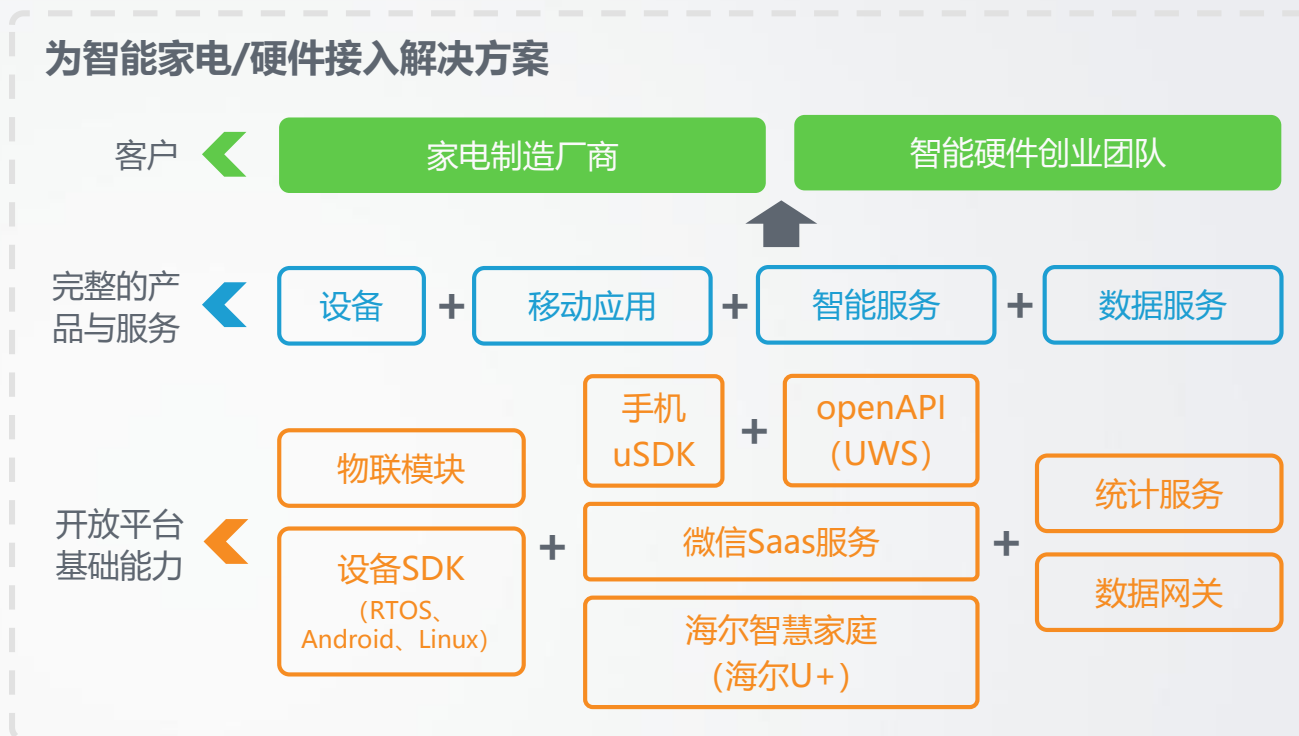 为智能家电/硬件接入解决方案
客户
家电制造厂商
智能硬件创业团队
完整的产
品与服务
设备
+
移动应用
+
智能服务
+
数据服务
开放平台
基础能力
物联模块
设备SDK
（RTOS、
Android、Linux）
+
手机
uSDK
+
openAPI
（UWS）
微信Saas服务
海尔智慧家庭
（海尔U+）
+
统计服务
数据网关